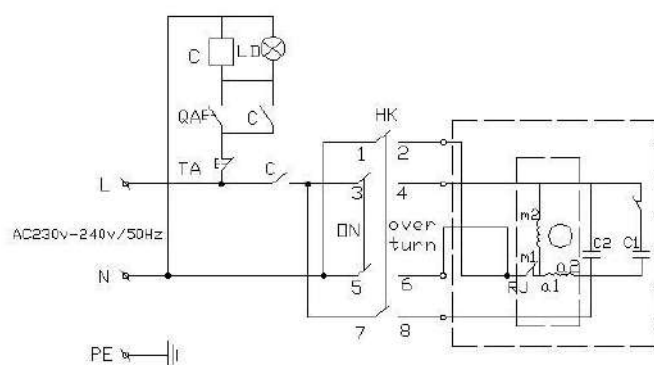 C LD
QA C HK
1 2
TA C
L 3 4
m2
AC230v-240v/50Hz ON over turn C2 C1
m1 a2
N 5 6 RJ a1
7 8
PE